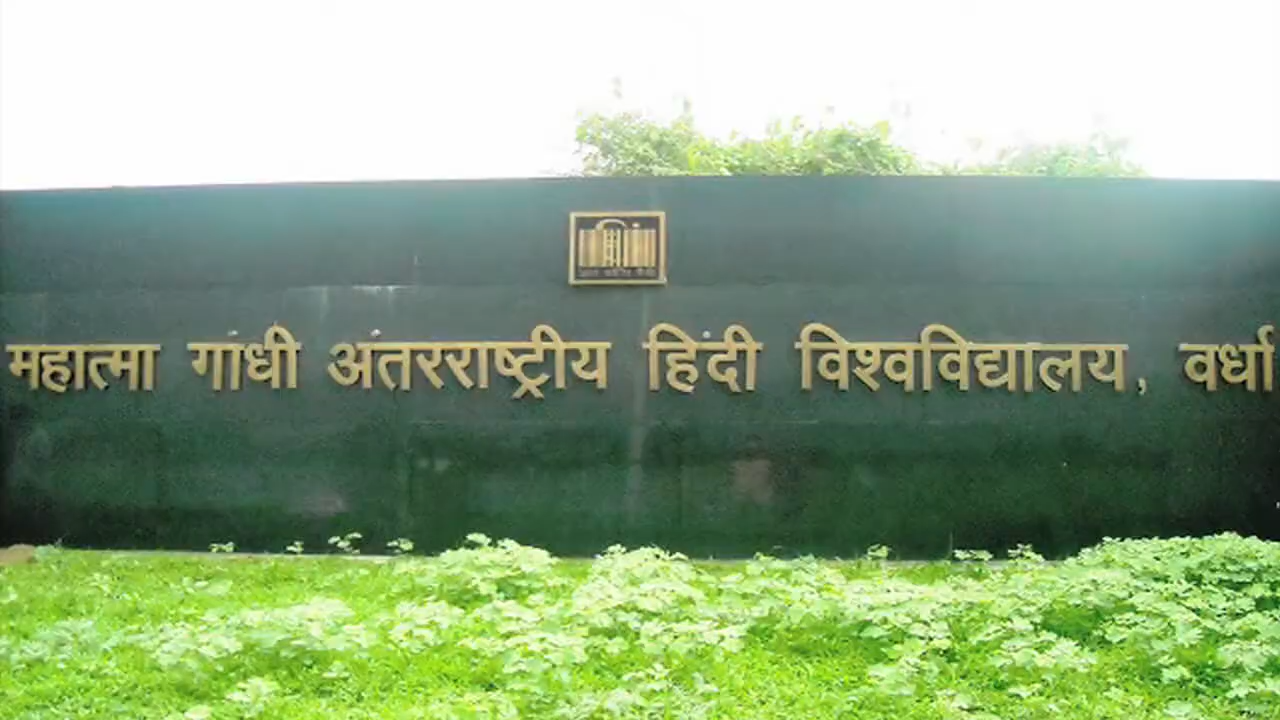 महात्मा गांधी अंतरराष्ट्रीय हिंदी विश्वविद्यालय, वर्धा